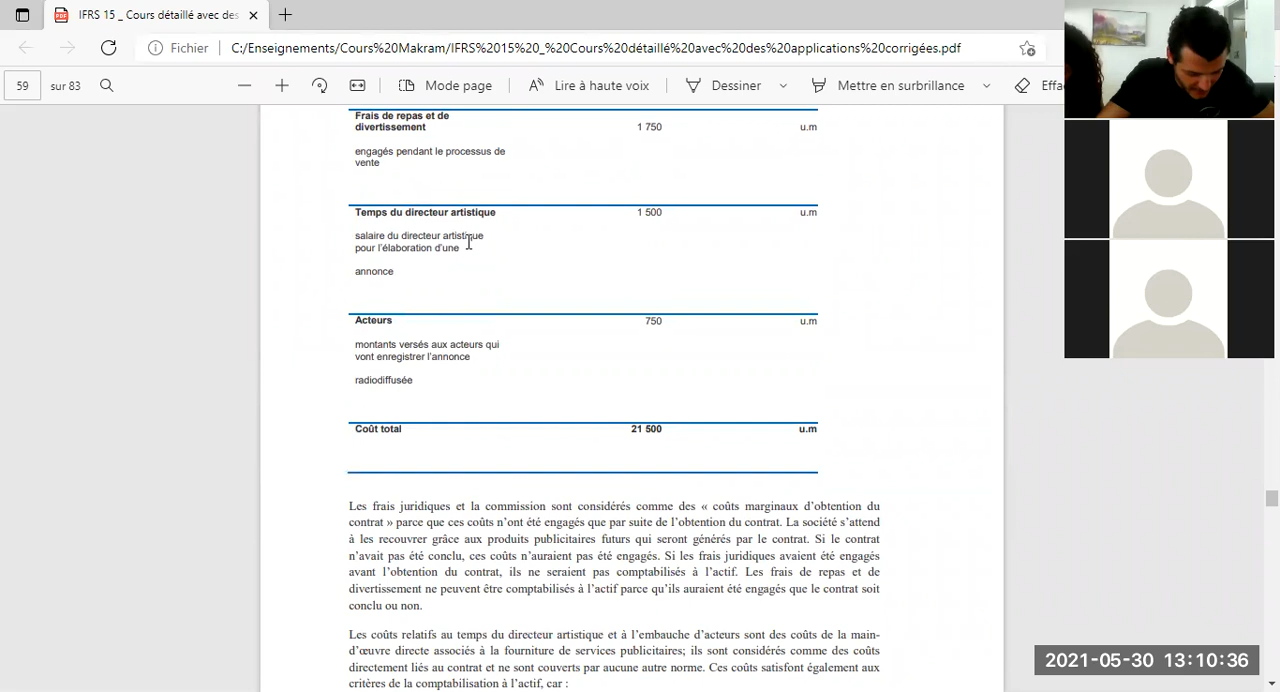 IFRS 15 _ Cours détaillé avec des
Fichier
C:/Enseignements/Cours%20Makram/IFRS%2015%20_%20Cours%20détaillé%20avec%20des%20applications%20corrigées.pdf
59 sur 83
Mode page
Lire à haute voix
Dessiner
Mettre en surbrillance
Effa
Frais de repas et de
divertissement 1 750 u.m
engagés pendant le processus de
vente
Temps du directeur artistique 1 500 u.m
salaire du directeur artistique
pour l'élaboration d'une
annonce
Acteurs 750 u.m
montants versés aux acteurs qui
vont enregistrer l'annonce
radiodiffusée
Coût total 21 500 u.m
Les frais juridiques et la commission sont considérés comme des « coûts marginaux d'obtention du
contrat » parce que ces coûts n'ont été engagés que par suite de l'obtention du contrat. La société s'attend
à les recouvrer grâce aux produits publicitaires futurs qui seront générés par le contrat. Si le contrat
n'avait pas été conclu, ces coûts n'auraient pas été engagés. Si les frais juridiques avaient été engagés
avant l'obtention du contrat, ils ne seraient pas comptabilisés à l'actif. Les frais de repas et de
divertissement ne peuvent être comptabilisés à l'actif parce qu'ils auraient été engagés que le contrat soit
conclu ou non.
Les coûts relatifs au temps du directeur artistique et à l'embauche d'acteurs sont des coûts de la main-
d'œuvre directe associés à la fourniture de services publicitaires; ils sont considérés comme des coûts
directement liés au contrat et ne sont couverts par aucune autre norme. Ces coûts satisfont également aux
critères de la comptabilisation à l'actif, car :
2021-05-30 13:10:36